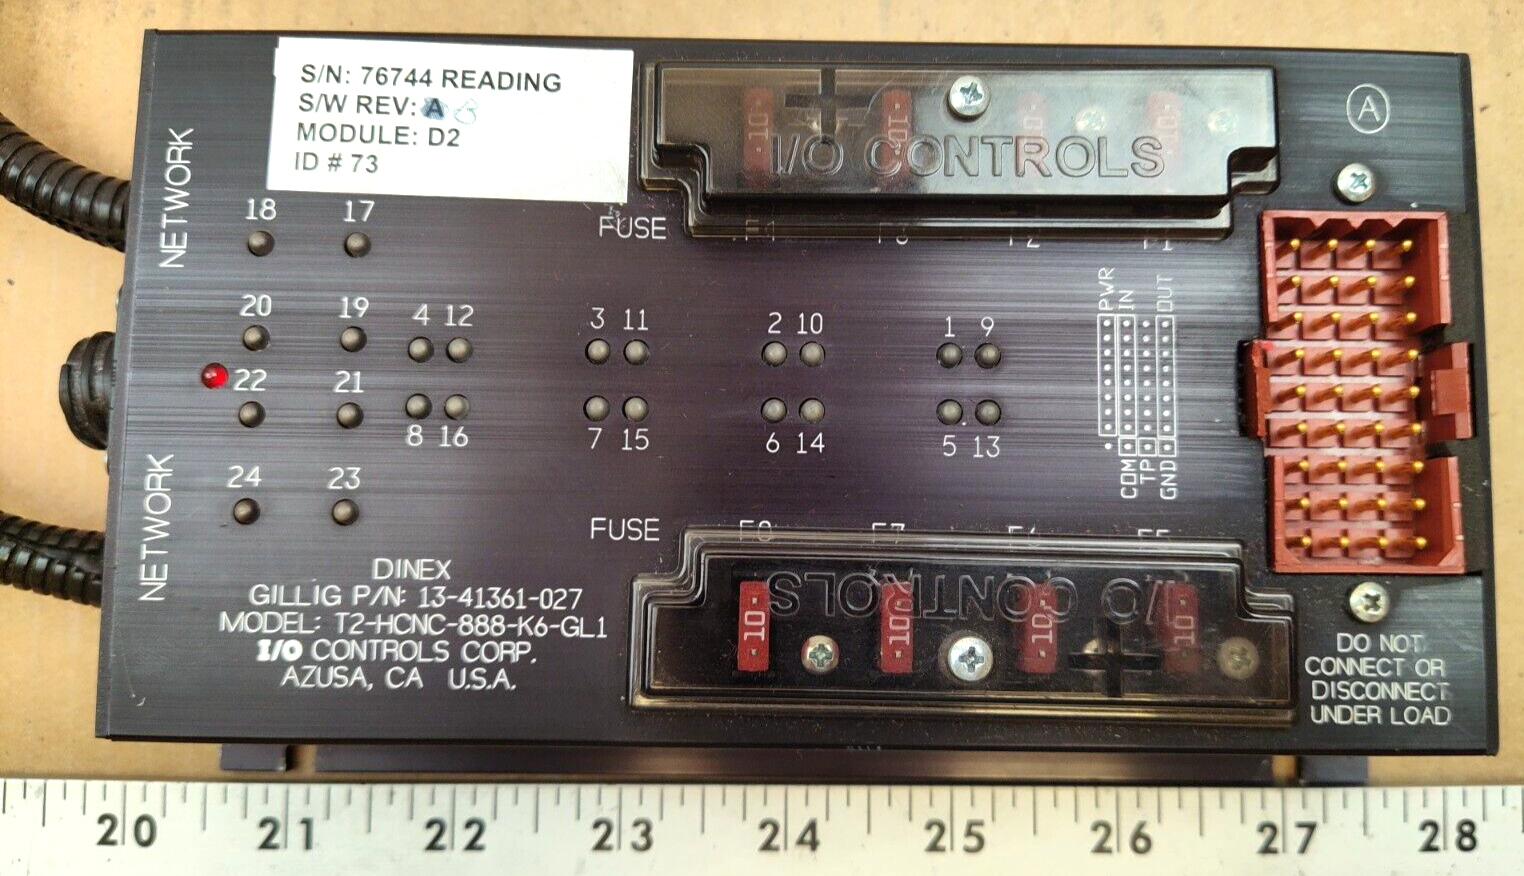 S/N: 76744 READING
S/W REV: A B
MODULE: D2
ID # 73
I/O CONTROLS
A
NETWORK
18 17
FUSE
PWR
IN
OUT
20 19
4 12 3 11 2 10 1 9
22 21
8 16 7 15 6 14 5 13
COM
TP
GND
24 23
NETWORK
FUSE F8 F7 F6 F5
I/O CONTROLS
10 10 10 10
DINEX
GILLIG P/N: 13-41361-027
MODEL: T2-HCNC-888-K6-GL1
I/O CONTROLS CORP.
AZUSA, CA U.S.A.
DO NOT
CONNECT OR
DISCONNECT
UNDER LOAD
20 21 22 23 24 25 26 27 28